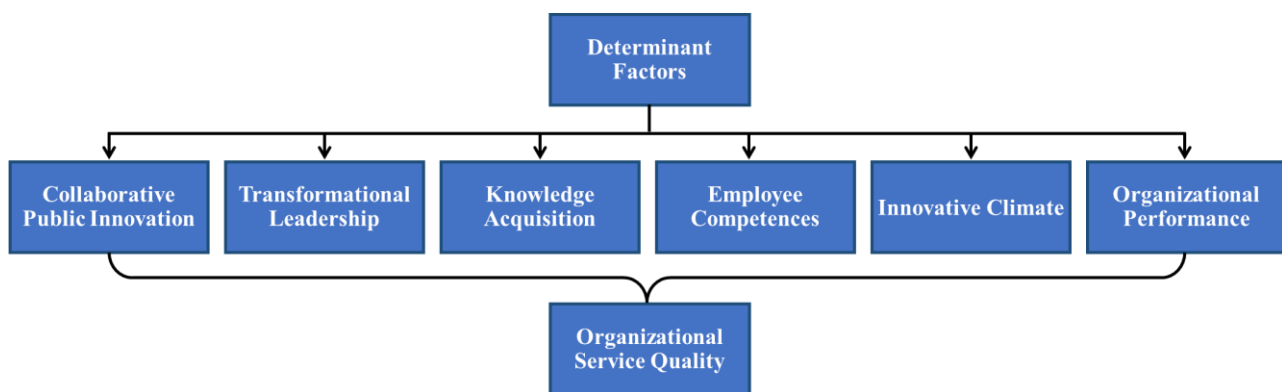 Determinant
Factors
Collaborative
Public Innovation
Transformational
Leadership
Knowledge
Acquisition
Employee
Competences
Innovative Climate
Organizational
Performance
Organizational
Service Quality